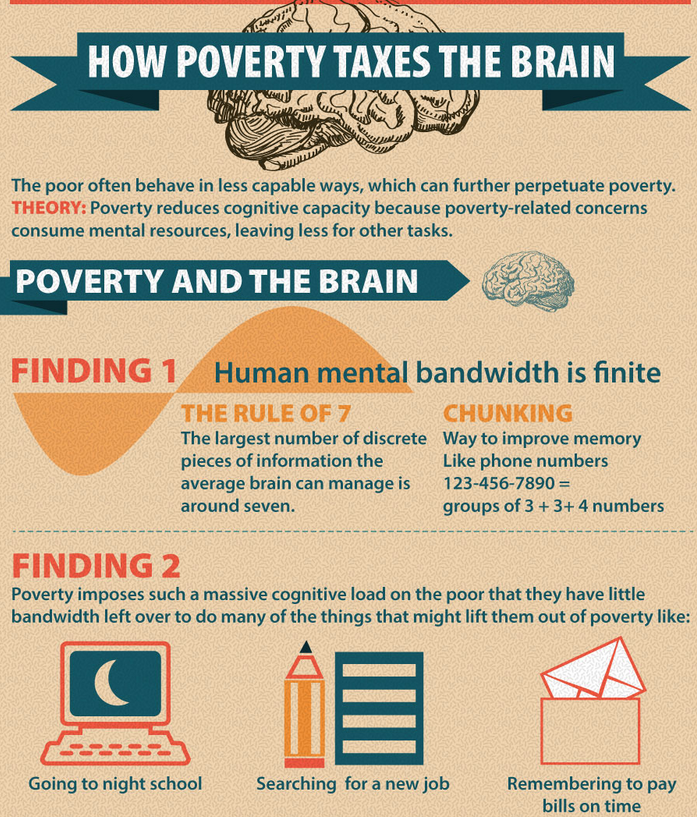 HOW POVERTY TAXES THE BRAIN
The poor often behave in less capable ways, which can further perpetuate poverty.
THEORY: Poverty reduces cognitive capacity because poverty-related concerns
consume mental resources, leaving less for other tasks.
POVERTY AND THE BRAIN
FINDING 1
Human mental bandwidth is finite
THE RULE OF 7
The largest number of discrete
pieces of information the
average brain can manage is
around seven.
CHUNKING
Way to improve memory
Like phone numbers
123-456-7890 =
groups of 3 + 3+ 4 numbers
FINDING 2
Poverty imposes such a massive cognitive load on the poor that they have little
bandwidth left over to do many of the things that might lift them out of poverty like:
Going to night school
Searching for a new job
Remembering to pay
bills on time